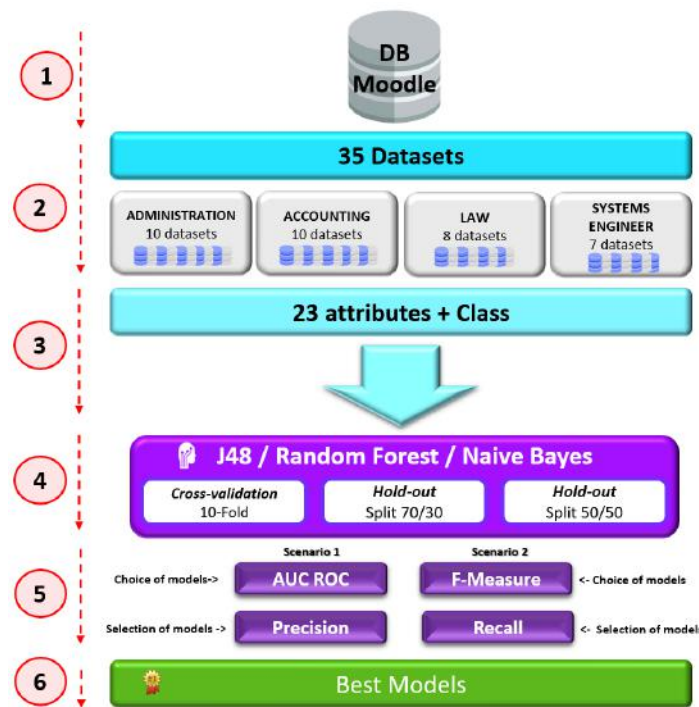 1
DB
Moodle
35 Datasets
2
ADMINISTRATION
10 datasets
ACCOUNTING
10 datasets
LAW
8 datasets
SYSTEMS
ENGINEER
7 datasets
3
23 attributes + Class
4
J48 / Random Forest / Naive Bayes
Cross-validation
10-Fold
Hold-out
Split 70/30
Hold-out
Split 50/50
5
Scenario 1
Scenario 2
Choice of models->
AUC ROC
F-Measure
<- Choice of models
Selection of models ->
Precision
Recall
<- Selection of models
6
Best Models